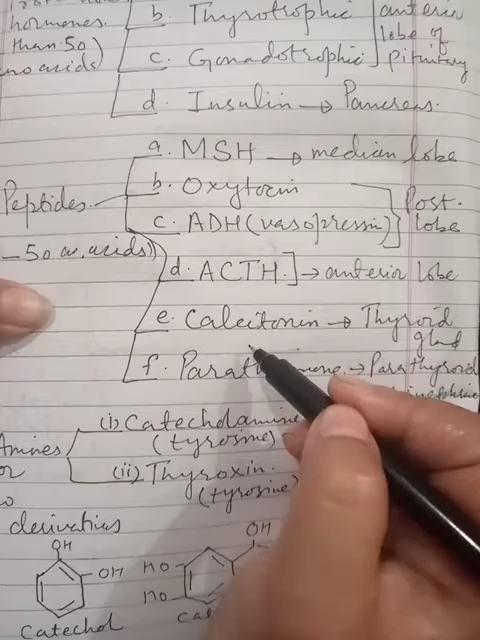 hormones.
b. Thyrotrophic
anterior
than 50
lobe of
no acids)
c. Gonadotrophic
pituitary
d. Insulin → Pancreas.
a. MSH → median lobe
Peptides
b. Oxytocin
Post.
c. ADH (vasopressin)
lobe
-50 a. acids)
d. ACTH.] → anterior lobe
e. Calcitonin → Thyroid
gland
f. → Parathyroid
Amines
(i) Catecholamine
(tyrosine)
or
(ii) Thyroxin.
(tyrosine)
derivatives
OH
OH
OH
HO
HO
Catechol